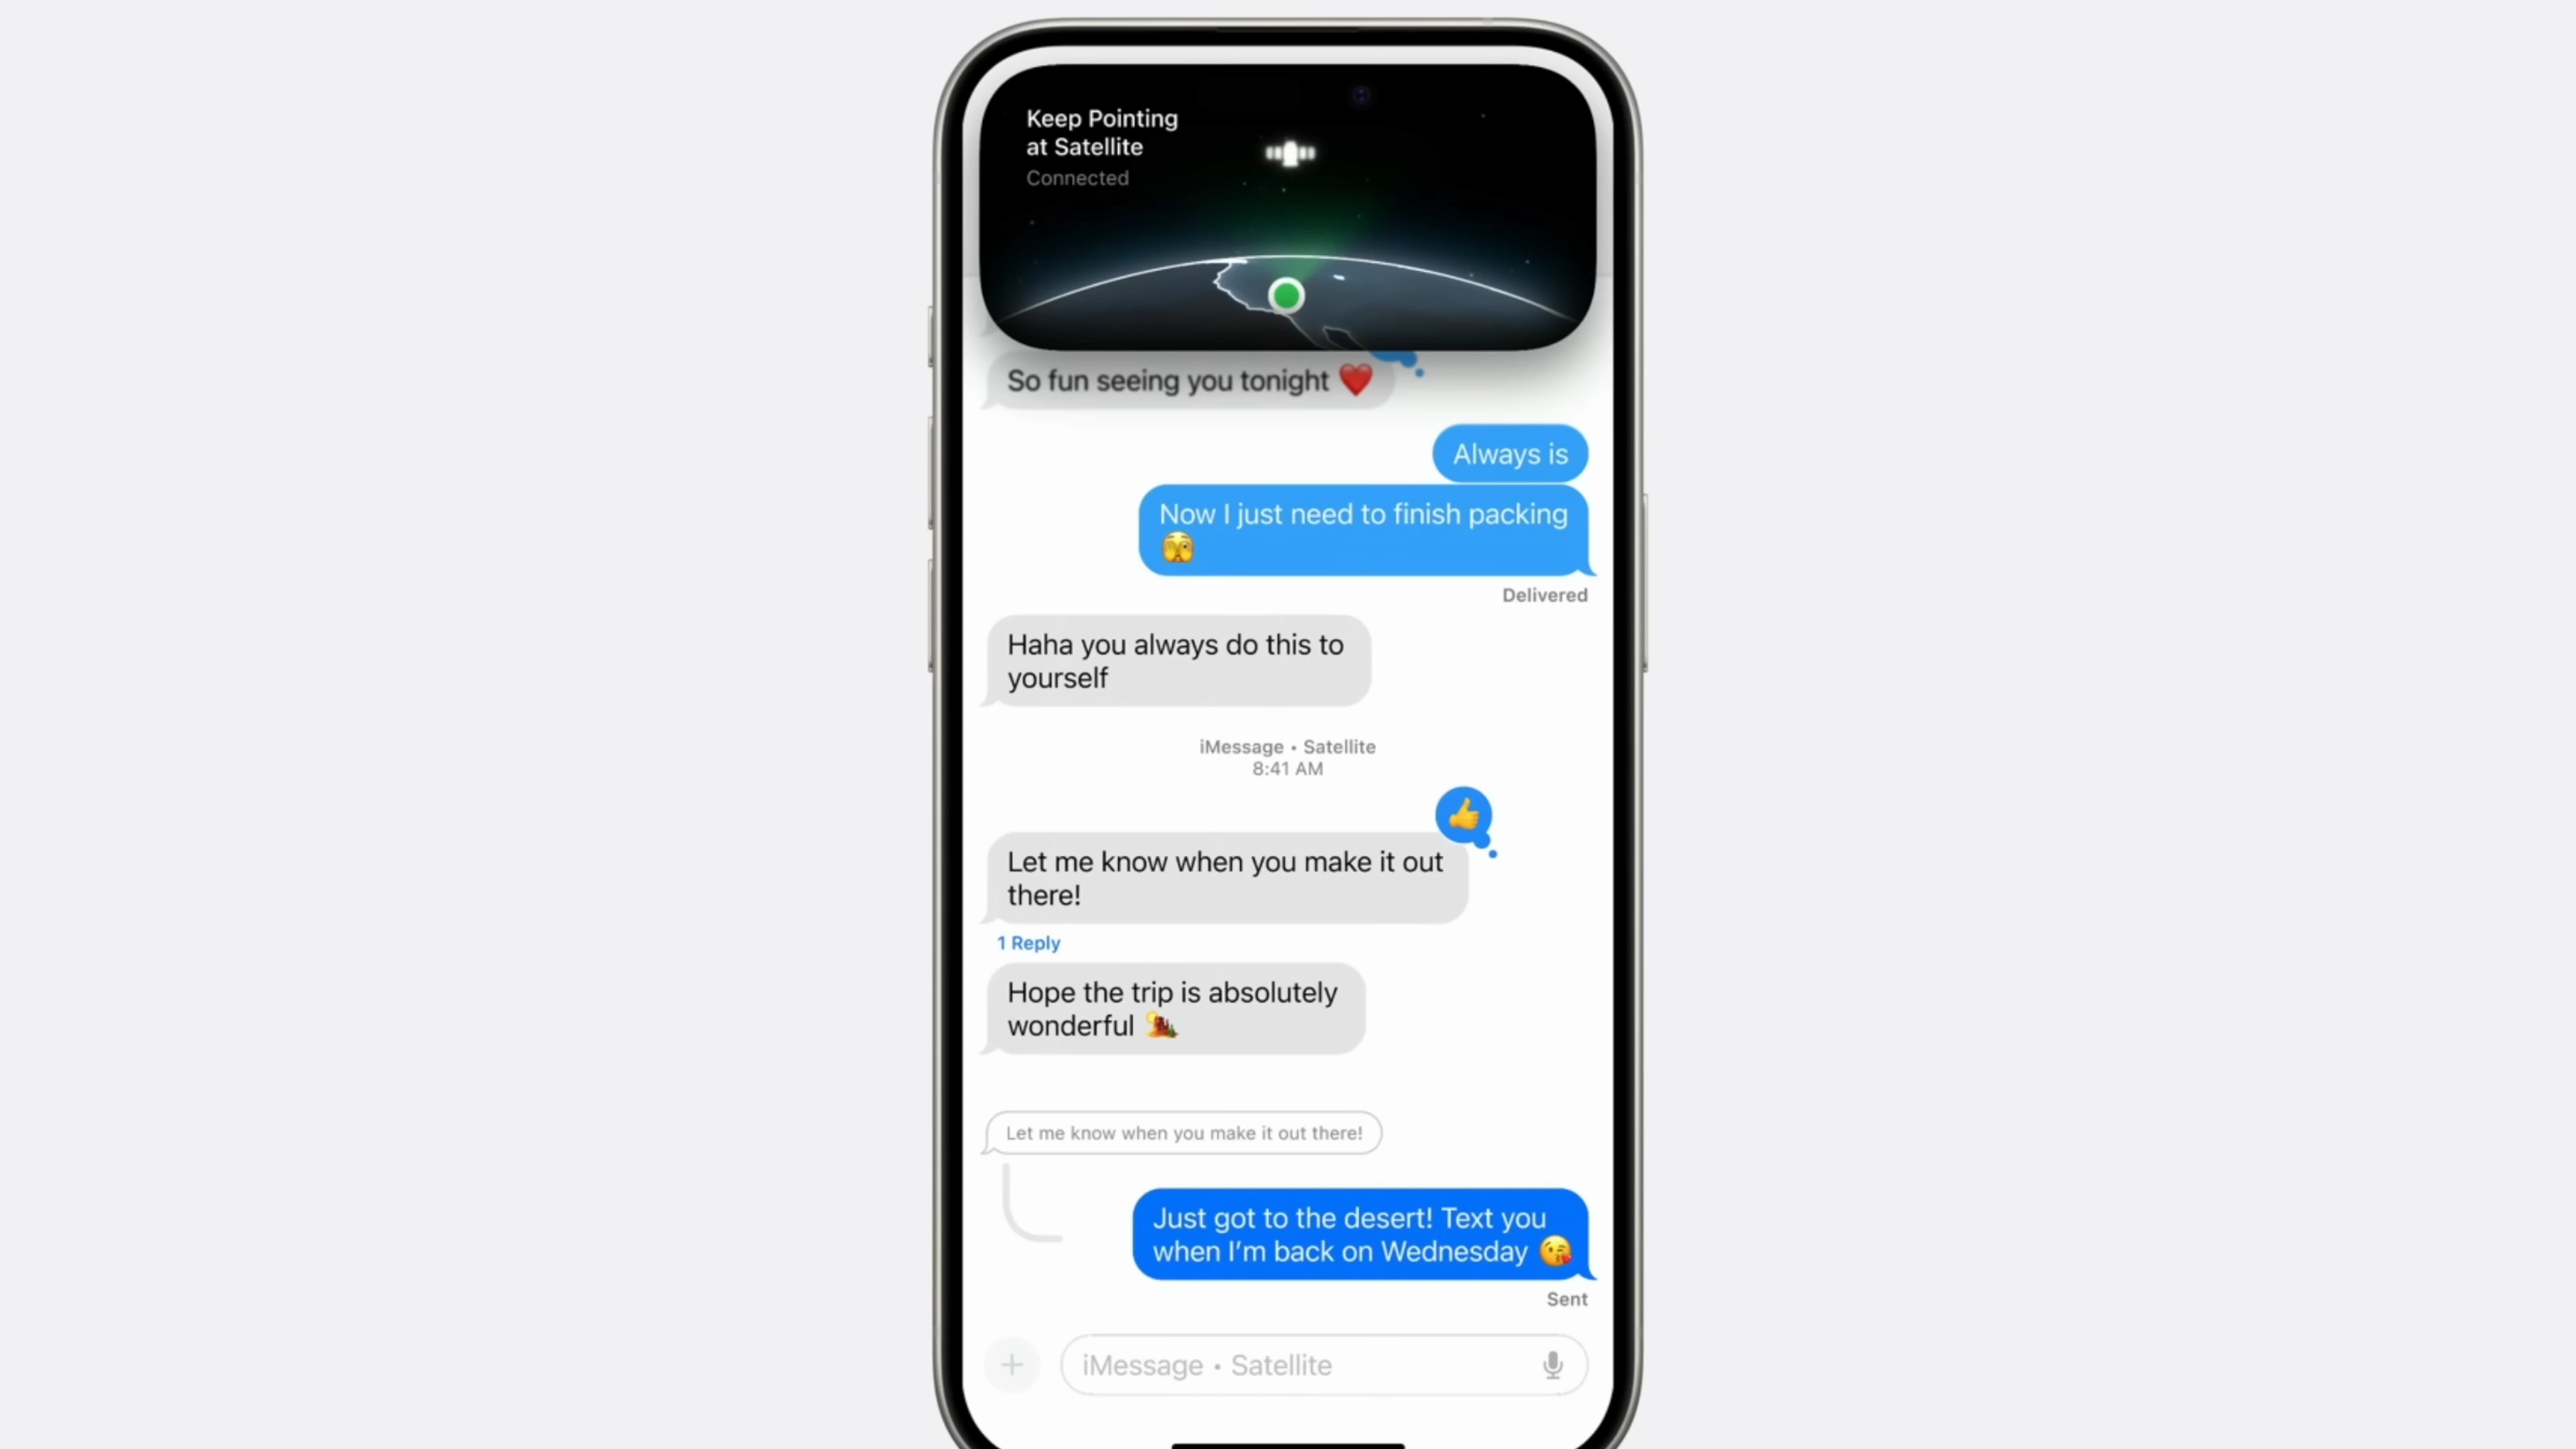 Keep Pointing
at Satellite
Connected
So fun seeing you tonight ❤️
Always is
Now I just need to finish packing
🫣
Delivered
Haha you always do this to
yourself
iMessage • Satellite
8:41 AM
👍
Let me know when you make it out
there!
1 Reply
Hope the trip is absolutely
wonderful 🏜️
Let me know when you make it out there!
Just got to the desert! Text you
when I’m back on Wednesday 😘
Sent
iMessage • Satellite